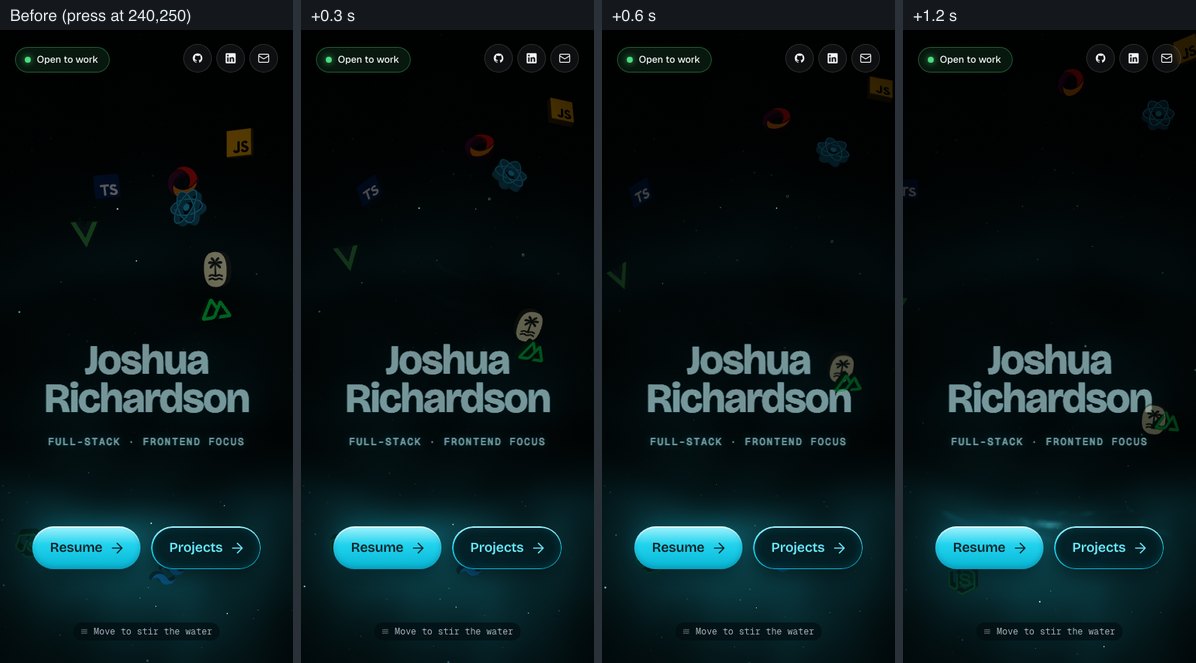 Before (press at 240,250)
Open to work
JS
TS
Joshua
Richardson
FULL-STACK · FRONTEND FOCUS
Resume →
Projects →
≡ Move to stir the water
+0.3 s
Open to work
JS
TS
Joshua
Richardson
FULL-STACK · FRONTEND FOCUS
Resume →
Projects →
≡ Move to stir the water
+0.6 s
Open to work
JS
TS
Joshua
Richardson
FULL-STACK · FRONTEND FOCUS
Resume →
Projects →
≡ Move to stir the water
+1.2 s
Open to work
JS
TS
Joshua
Richardson
FULL-STACK · FRONTEND FOCUS
Resume →
Projects →
JS
≡ Move to stir the water